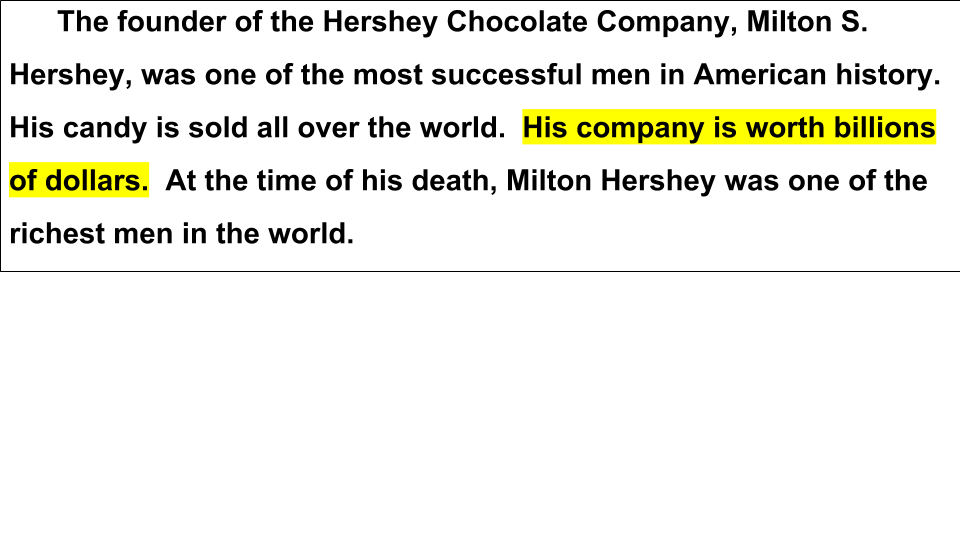 The founder of the Hershey Chocolate Company, Milton S.
Hershey, was one of the most successful men in American history.
His candy is sold all over the world.  His company is worth billions
of dollars.  At the time of his death, Milton Hershey was one of the
richest men in the world.